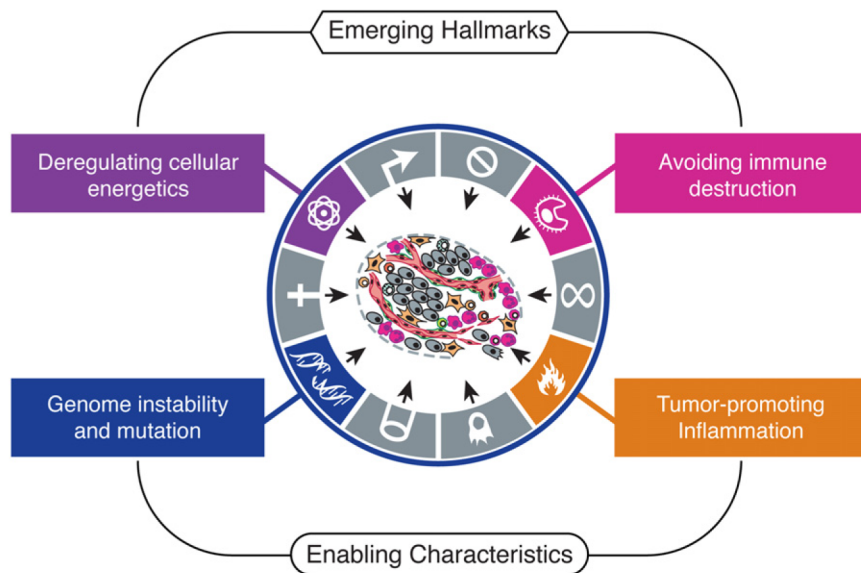 Emerging Hallmarks
Deregulating cellular
energetics
Avoiding immune
destruction
Genome instability
and mutation
Tumor-promoting
Inflammation
Enabling Characteristics